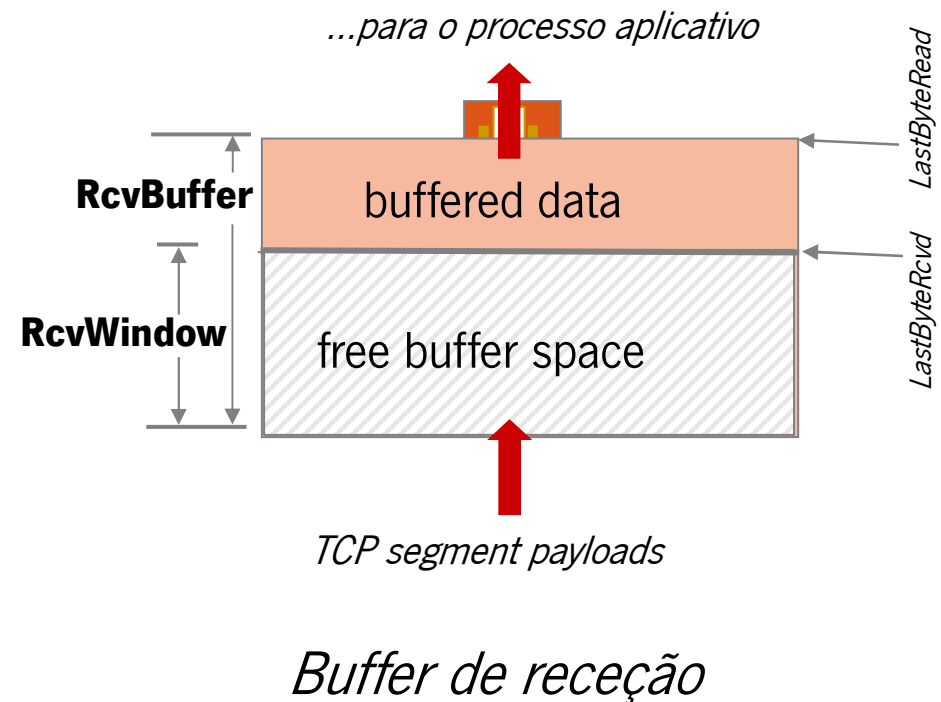 ...para o processo aplicativo
LastByteRead
RcvBuffer
buffered data
LastByteRcvd
RcvWindow
free buffer space
TCP segment payloads
Buffer de receção